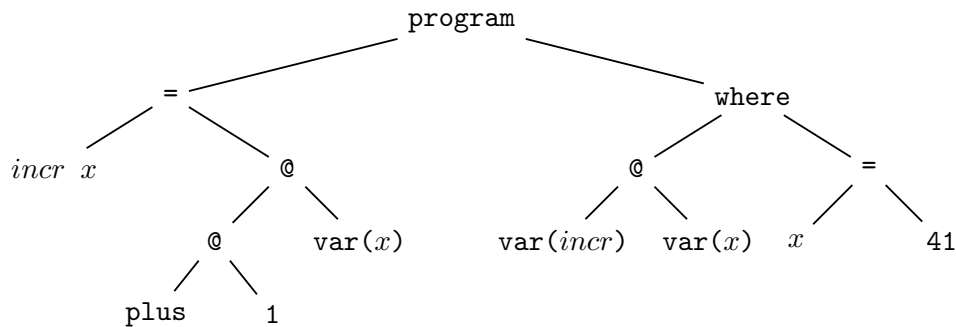 program
= where
incr x @ @ =
@ var(x) var(incr) var(x) x 41
plus 1